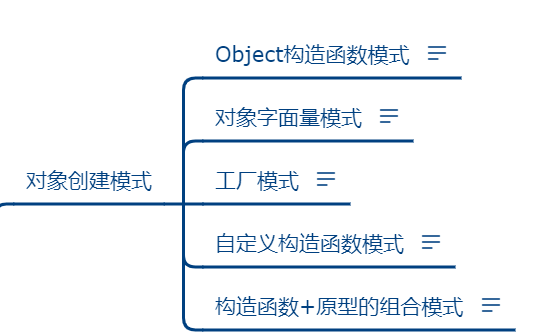 Object构造函数模式
对象字面量模式
对象创建模式
工厂模式
自定义构造函数模式
构造函数+原型的组合模式